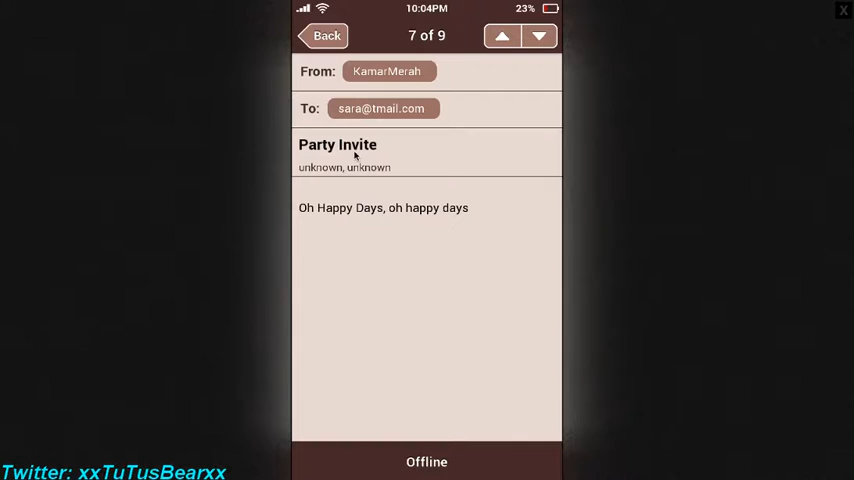 10:04PM 23%
Back 7 of 9
From: KamarMerah
To: sara@tmail.com
Party Invite
unknown, unknown
Oh Happy Days, oh happy days
Offline
Twitter: xxTuTusBearxx
X